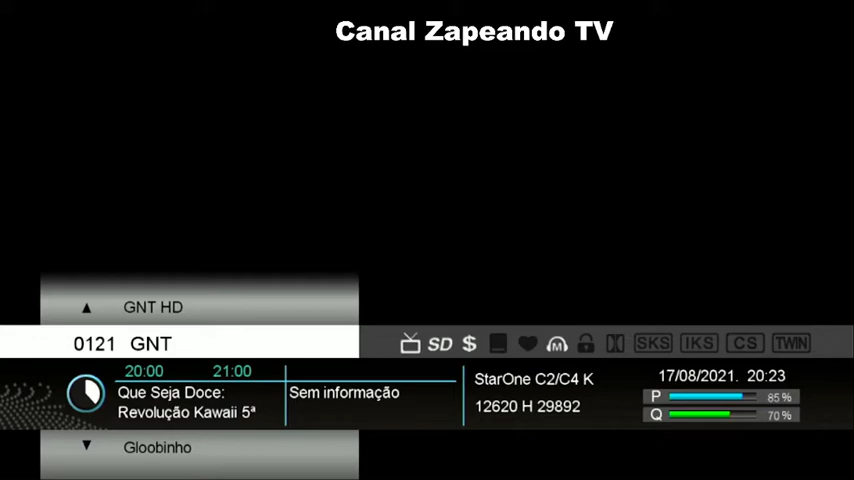 Canal Zapeando TV
▲ GNT HD
0121 GNT
SD $ M SKS IKS CS TWIN
20:00 21:00
Que Seja Doce:
Revolução Kawaii 5ª
Sem informação
StarOne C2/C4 K
12620 H 29892
17/08/2021. 20:23
P 85%
Q 70%
▼ Gloobinho